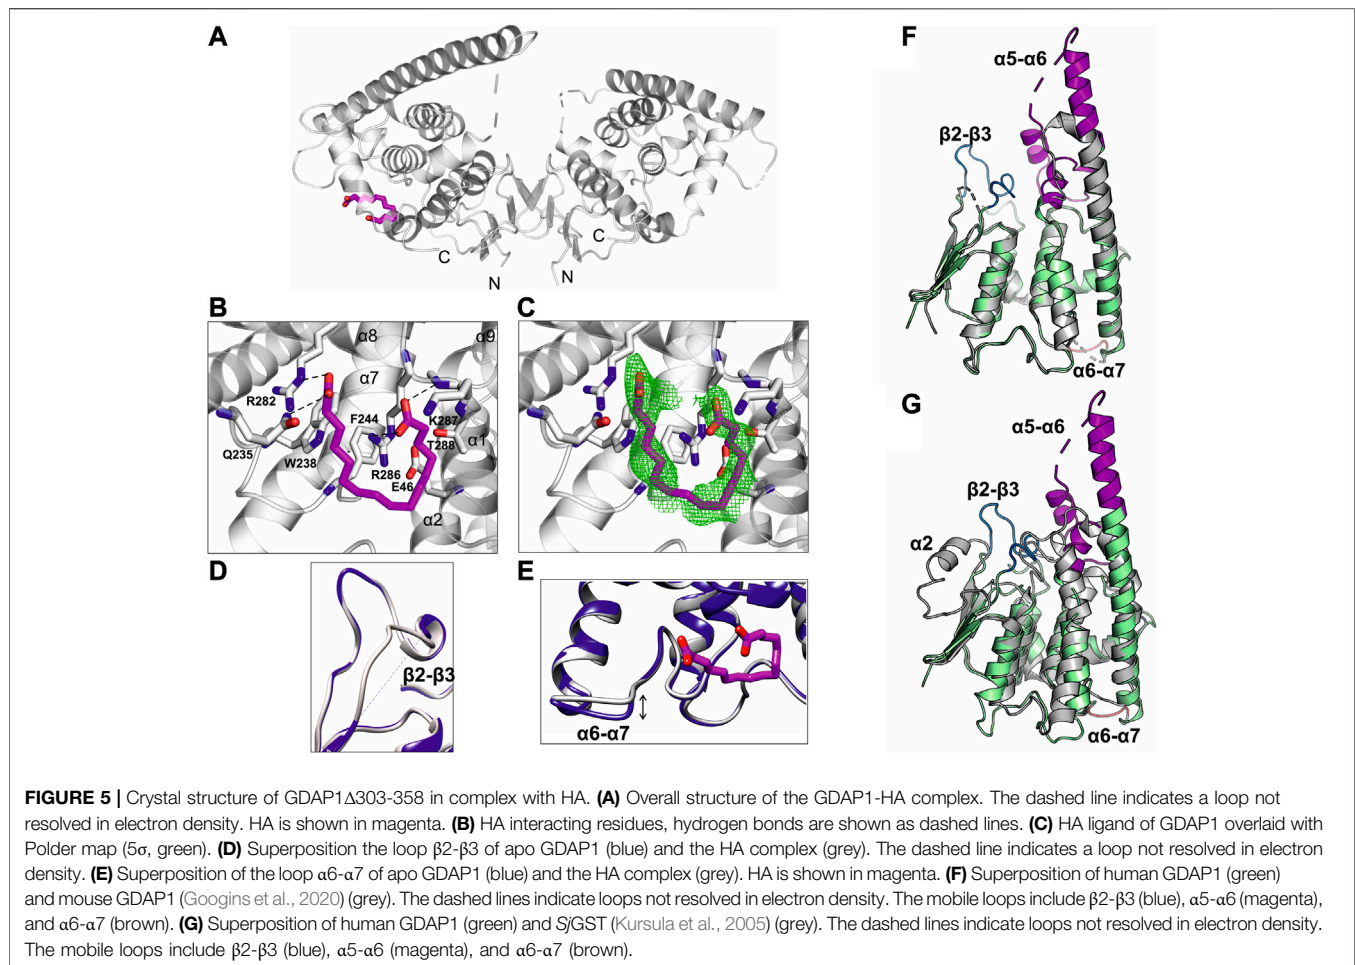 A
C
N
C
N
B
α8
α9
α7
R282
F244
K287
α1
T288
Q235
W238
R286
E46
α2
C
D
β2-β3
E
α6-α7
F
α5-α6
β2-β3
α6-α7
G
α5-α6
β2-β3
α2
α6-α7
FIGURE 5 | Crystal structure of GDAP1Δ303-358 in complex with HA. (A) Overall structure of the GDAP1-HA complex. The dashed line indicates a loop not
resolved in electron density. HA is shown in magenta. (B) HA interacting residues, hydrogen bonds are shown as dashed lines. (C) HA ligand of GDAP1 overlaid with
Polder map (5σ, green). (D) Superposition the loop β2-β3 of apo GDAP1 (blue) and the HA complex (grey). The dashed line indicates a loop not resolved in electron
density. (E) Superposition of the loop α6-α7 of apo GDAP1 (blue) and the HA complex (grey). HA is shown in magenta. (F) Superposition of human GDAP1 (green)
and mouse GDAP1 (Googins et al., 2020) (grey). The dashed lines indicate loops not resolved in electron density. The mobile loops include β2-β3 (blue), α5-α6 (magenta),
and α6-α7 (brown). (G) Superposition of human GDAP1 (green) and SjGST (Kursula et al., 2005) (grey). The dashed lines indicate loops not resolved in electron density.
The mobile loops include β2-β3 (blue), α5-α6 (magenta), and α6-α7 (brown).